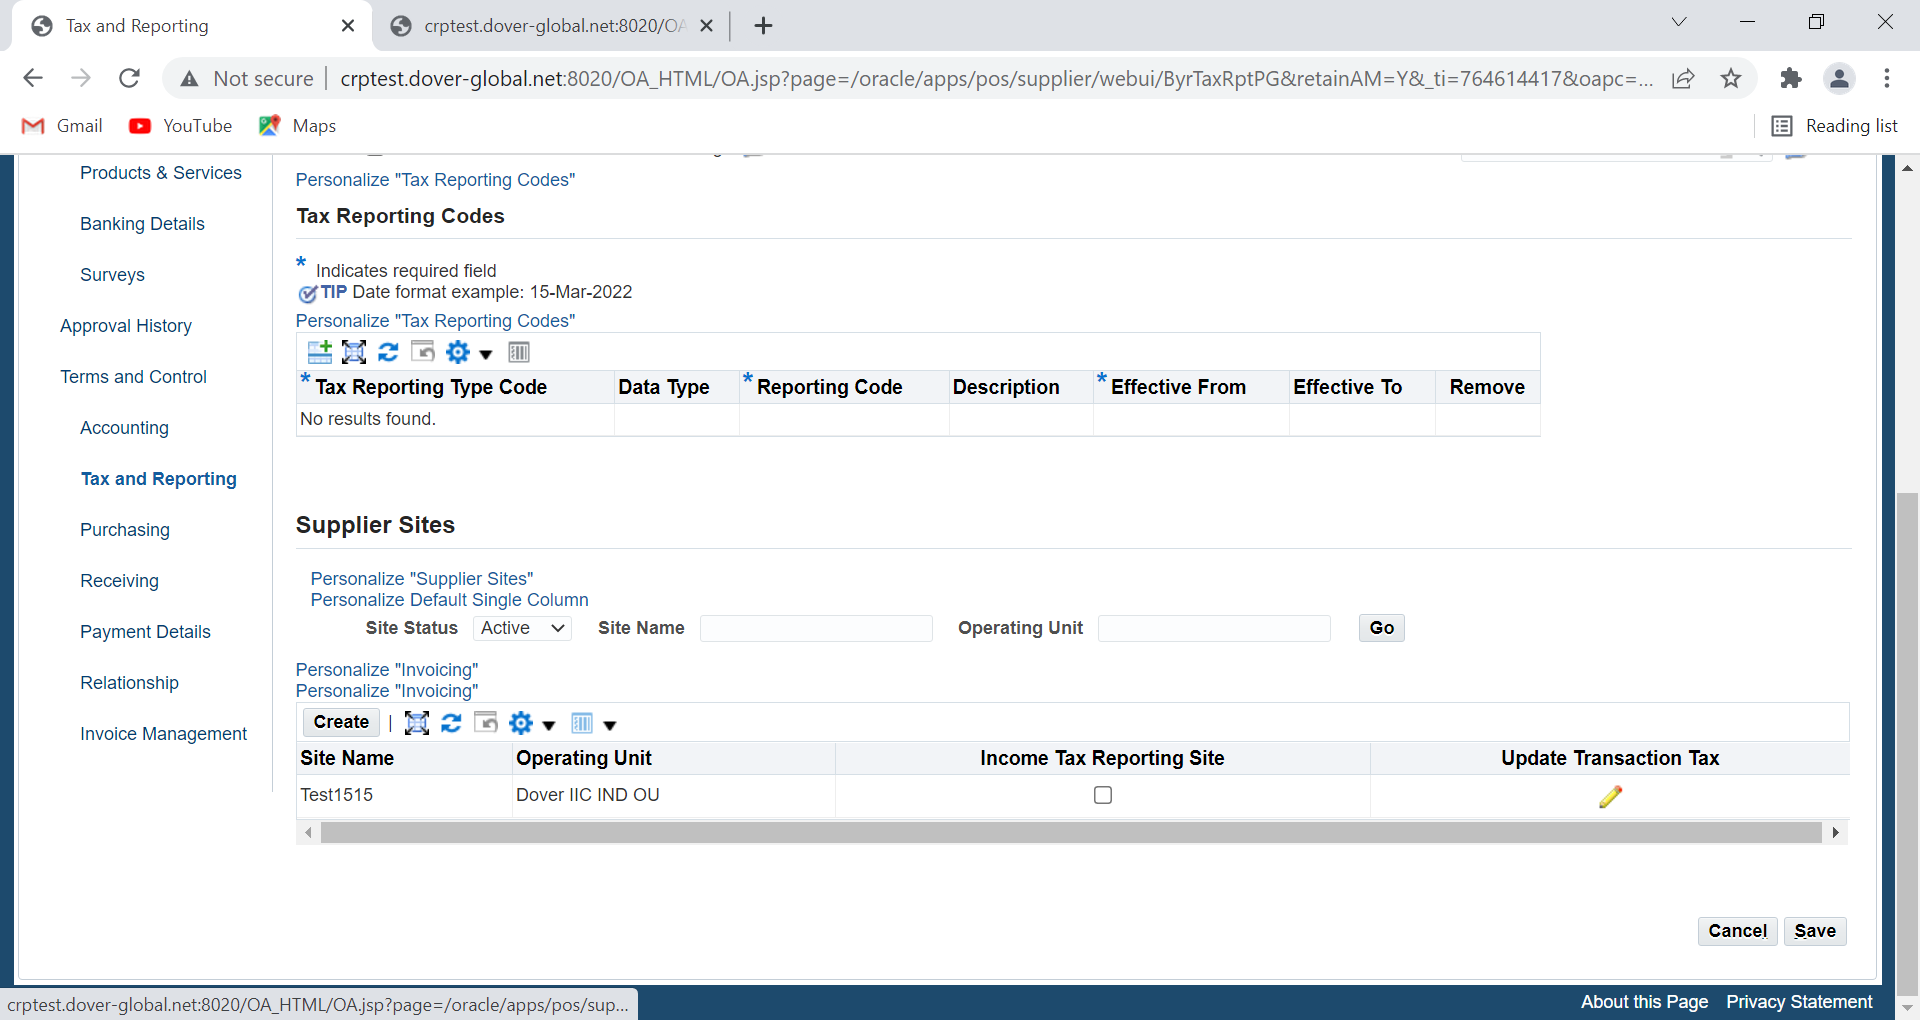 Tax and Reporting
crptest.dover-global.net:8020/OA
Not secure
crptest.dover-global.net:8020/OA_HTML/OA.jsp?page=/oracle/apps/pos/supplier/webui/ByrTaxRptPG&retainAM=Y&_ti=764614417&oapc=...
Gmail
YouTube
Maps
Reading list
Products & Services
Banking Details
Surveys
Approval History
Terms and Control
Accounting
Tax and Reporting
Purchasing
Receiving
Payment Details
Relationship
Invoice Management
Personalize "Tax Reporting Codes"
Tax Reporting Codes
* Indicates required field
TIP Date format example: 15-Mar-2022
Personalize "Tax Reporting Codes"
* Tax Reporting Type Code Data Type * Reporting Code Description * Effective From Effective To Remove
No results found.
Supplier Sites
Personalize "Supplier Sites"
Personalize Default Single Column
Site Status Active Site Name Operating Unit Go
Personalize "Invoicing"
Personalize "Invoicing"
Create |
Site Name Operating Unit Income Tax Reporting Site Update Transaction Tax
Test1515 Dover IIC IND OU
Cancel Save
crptest.dover-global.net:8020/OA_HTML/OA.jsp?page=/oracle/apps/pos/sup...
About this Page Privacy Statement